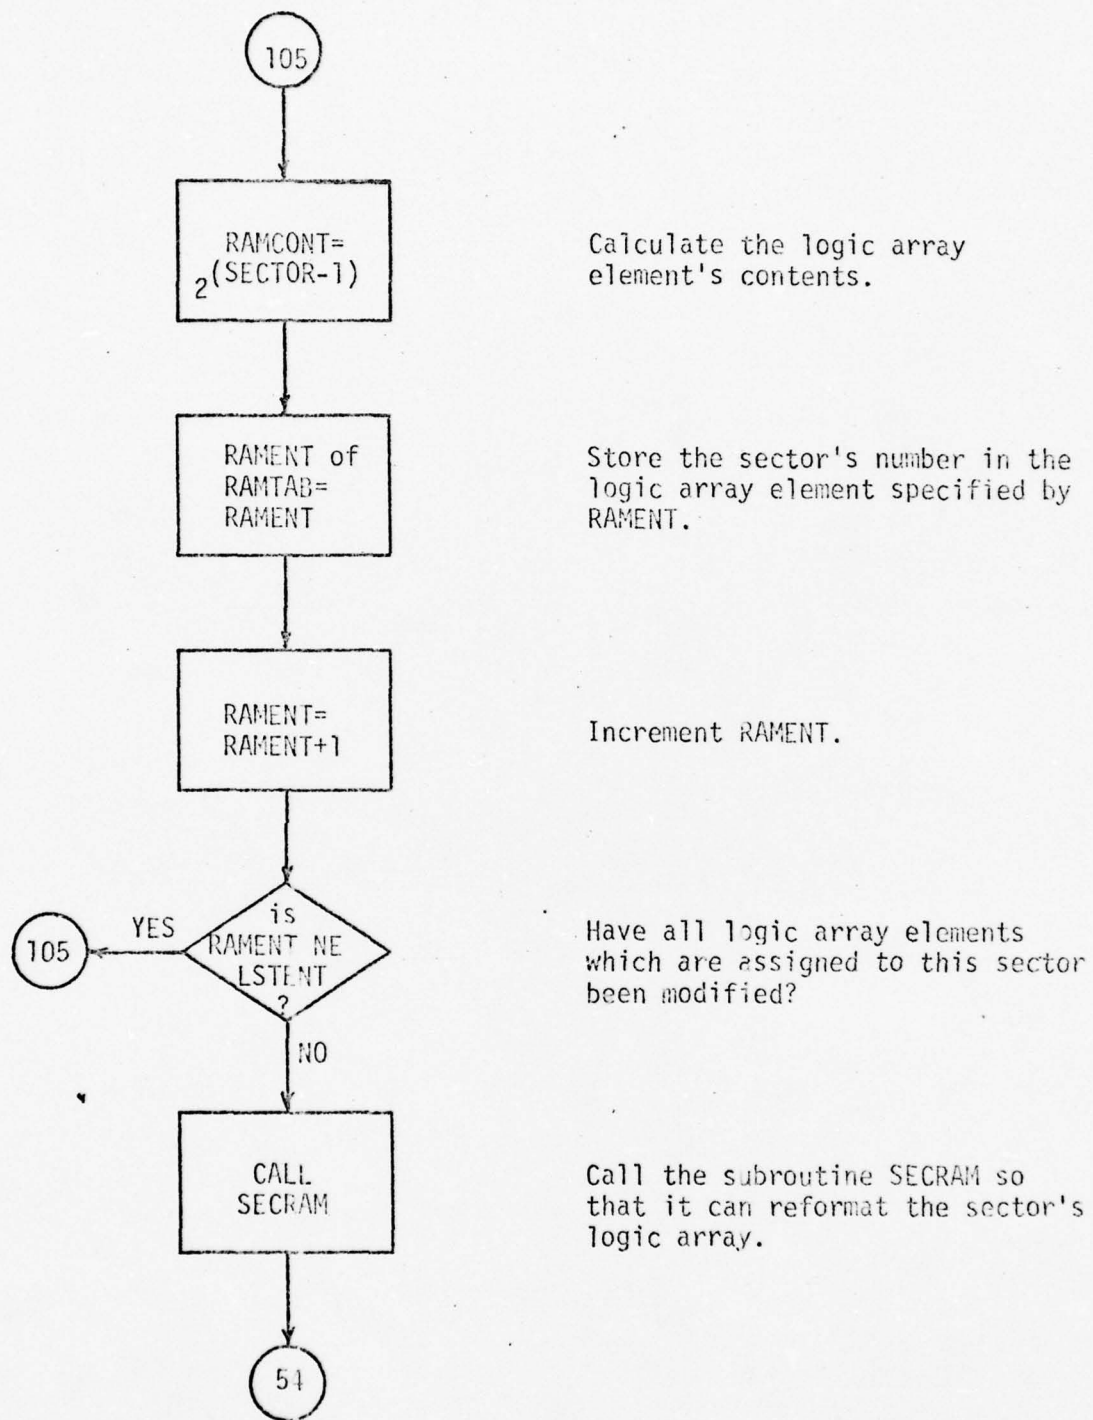 105
RAMCONT=
2(SECTOR-1)
Calculate the logic array
element's contents.
RAMENT of
RAMTAB=
RAMENT
Store the sector's number in the
logic array element specified by
RAMENT.
RAMENT=
RAMENT+1
Increment RAMENT.
105
YES
is
RAMENT NE
LSTENT
?
NO
Have all logic array elements
which are assigned to this sector
been modified?
CALL
SECRAM
Call the subroutine SECRAM so
that it can reformat the sector's
logic array.
54